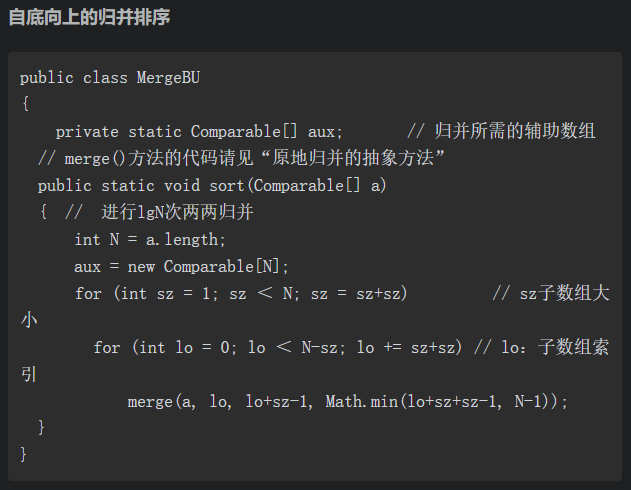 自底向上的归并排序
public class MergeBU
{
    private static Comparable[] aux;       // 归并所需的辅助数组
  // merge()方法的代码请见“原地归并的抽象方法”
  public static void sort(Comparable[] a)
  {  //  进行lgN次两两归并
      int N = a.length;
      aux = new Comparable[N];
      for (int sz = 1; sz ＜ N; sz = sz+sz)         // sz子数组大
小
        for (int lo = 0; lo ＜ N-sz; lo += sz+sz) // lo：子数组索
引
            merge(a, lo, lo+sz-1, Math.min(lo+sz+sz-1, N-1));
  }
}